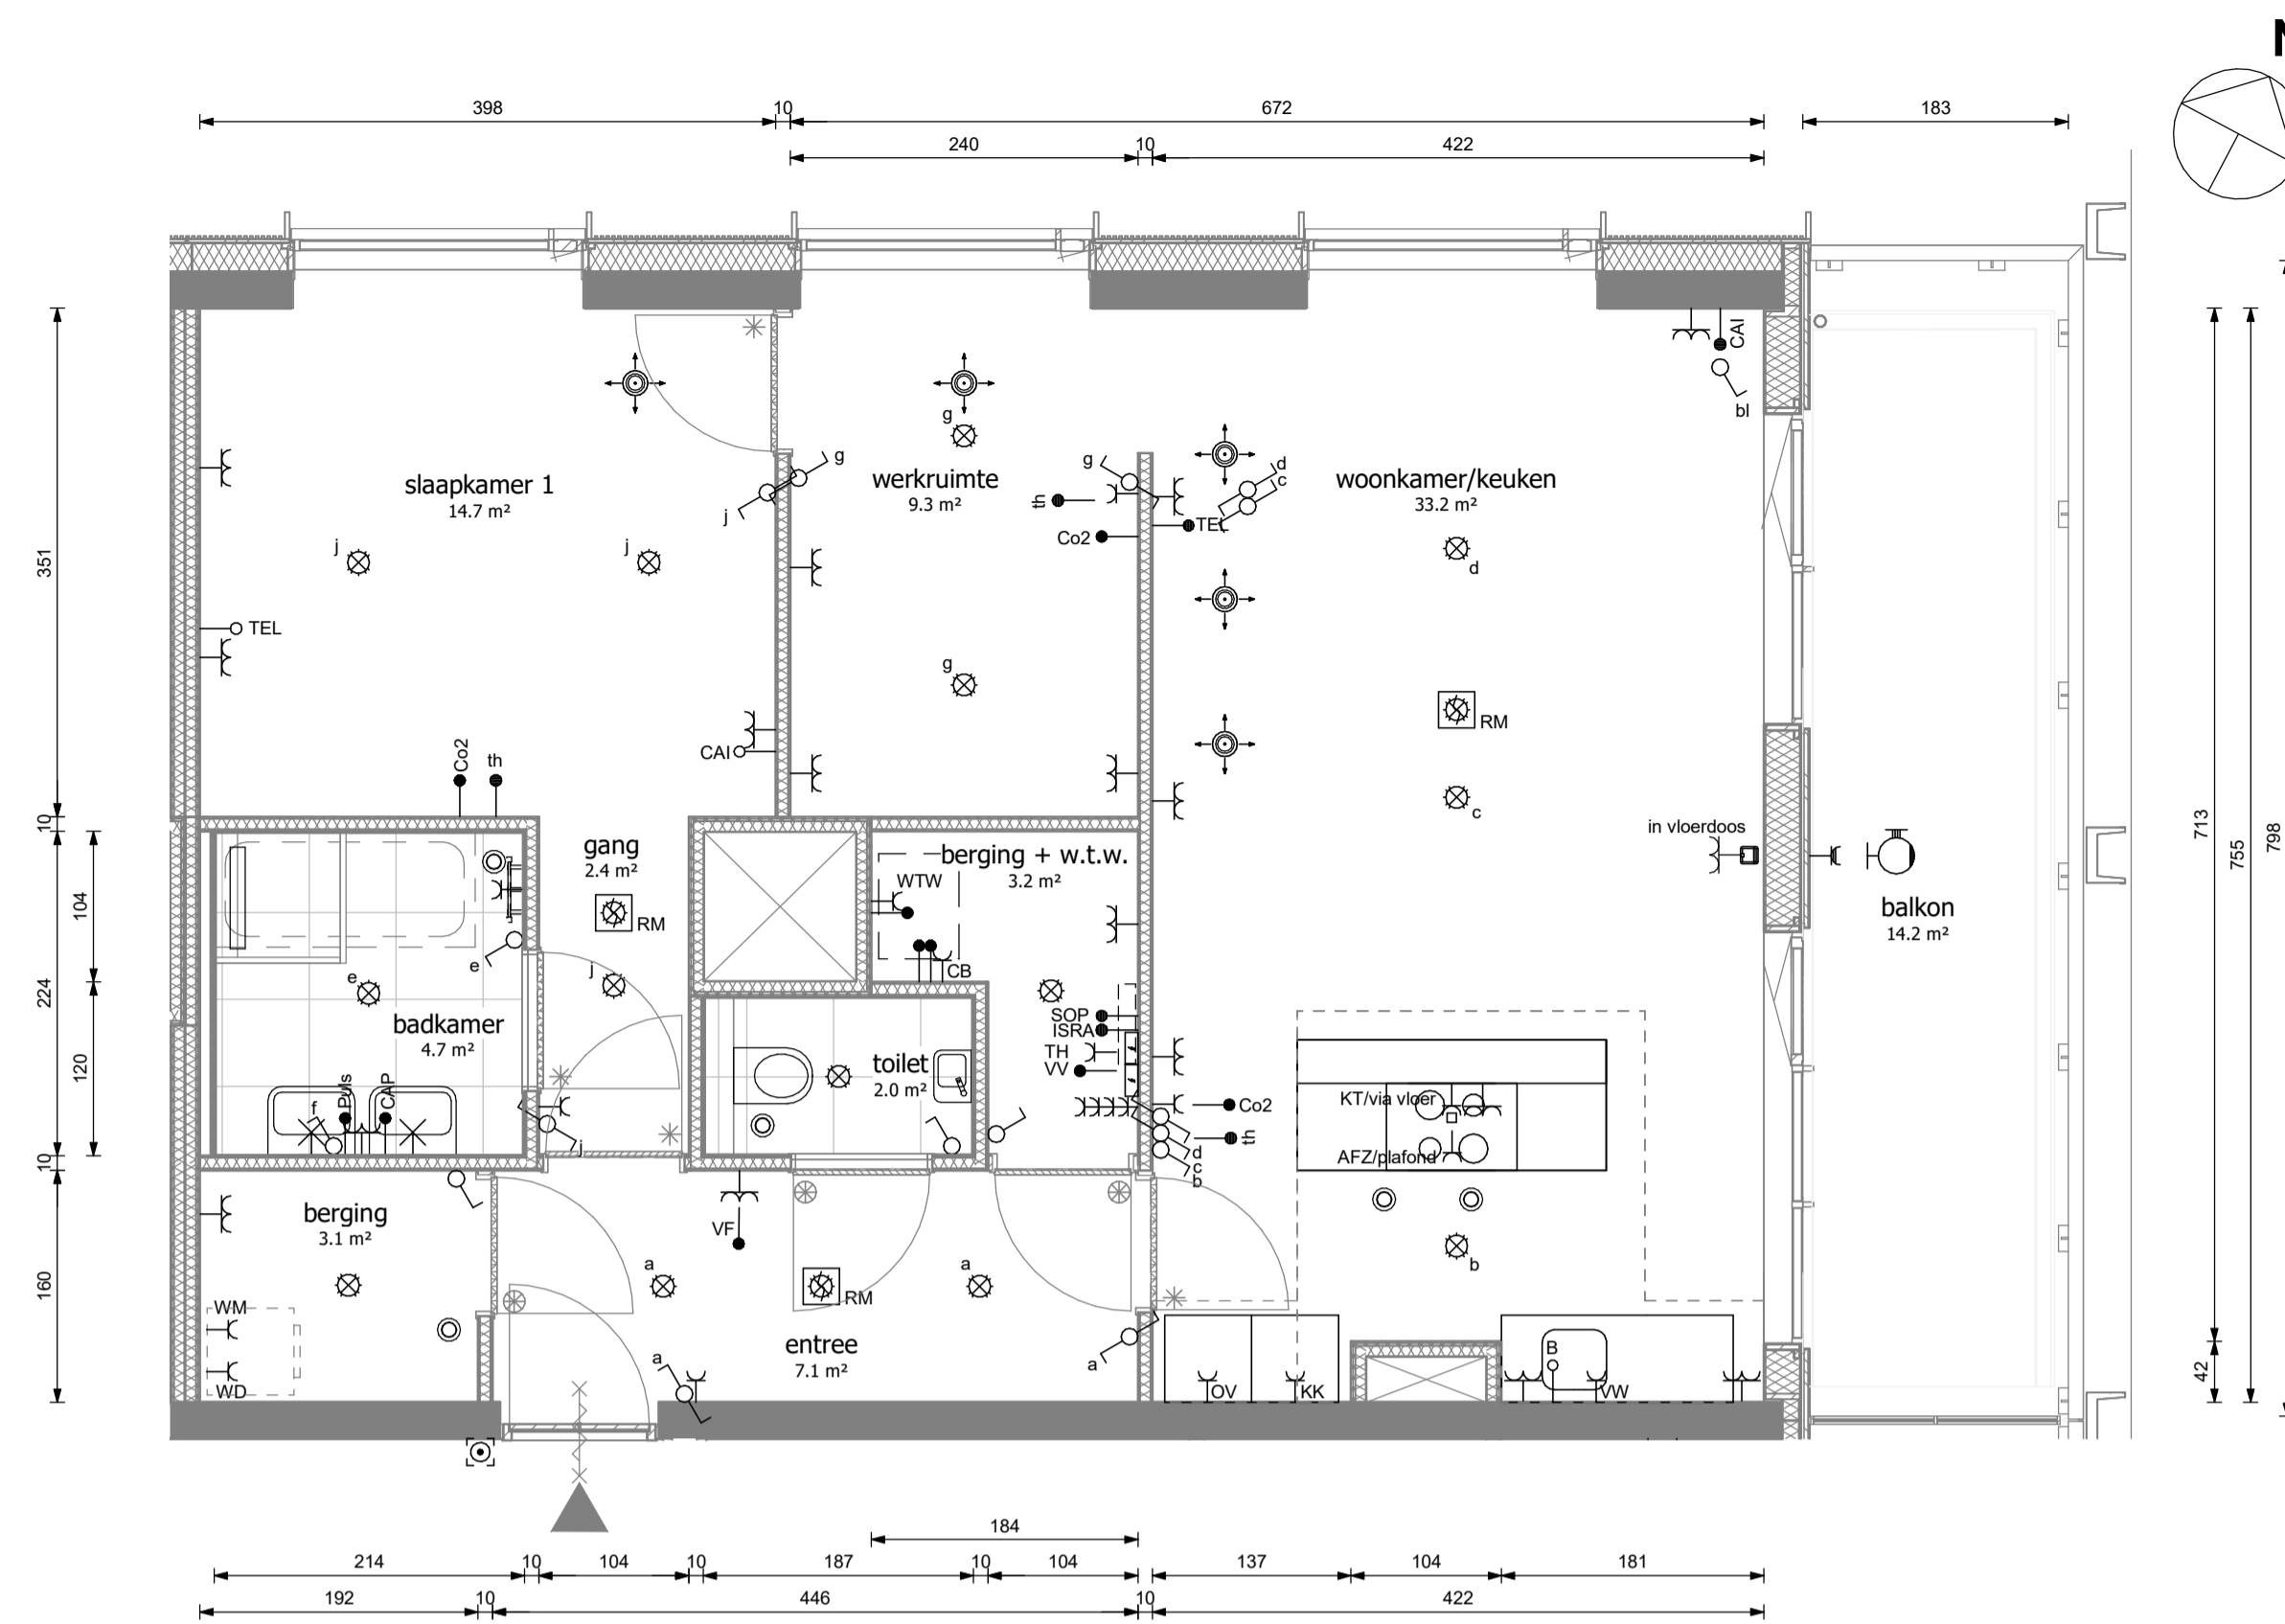 N
398
10
672
183
240
10
422
CAI
bl
g
g
g
d
c
slaapkamer 1
14.7 m²
werkruimte
9.3 m²
woonkamer/keuken
33.2 m²
th
j
TEL
Co2
j
j
d
351
TEL
g
RM
CAI
Co2
th
c
10
in vloerdoos
713
755
798
gang
2.4 m²
berging + w.t.w.
3.2 m²
WTW
104
RM
balkon
14.2 m²
e
j
CB
e
224
badkamer
4.7 m²
SOP
ISRA
TH
VV
toilet
2.0 m²
120
Puls
CAP
f
KT/via vloer
Co2
th
j
d
c
b
AFZ/plafond
10
berging
3.1 m²
VF
a
a
b
160
WM
RM
entree
7.1 m²
a
a
B
42
WD
OV
KK
VW
184
214
10
104
10
187
10
104
137
104
181
192
10
446
10
422